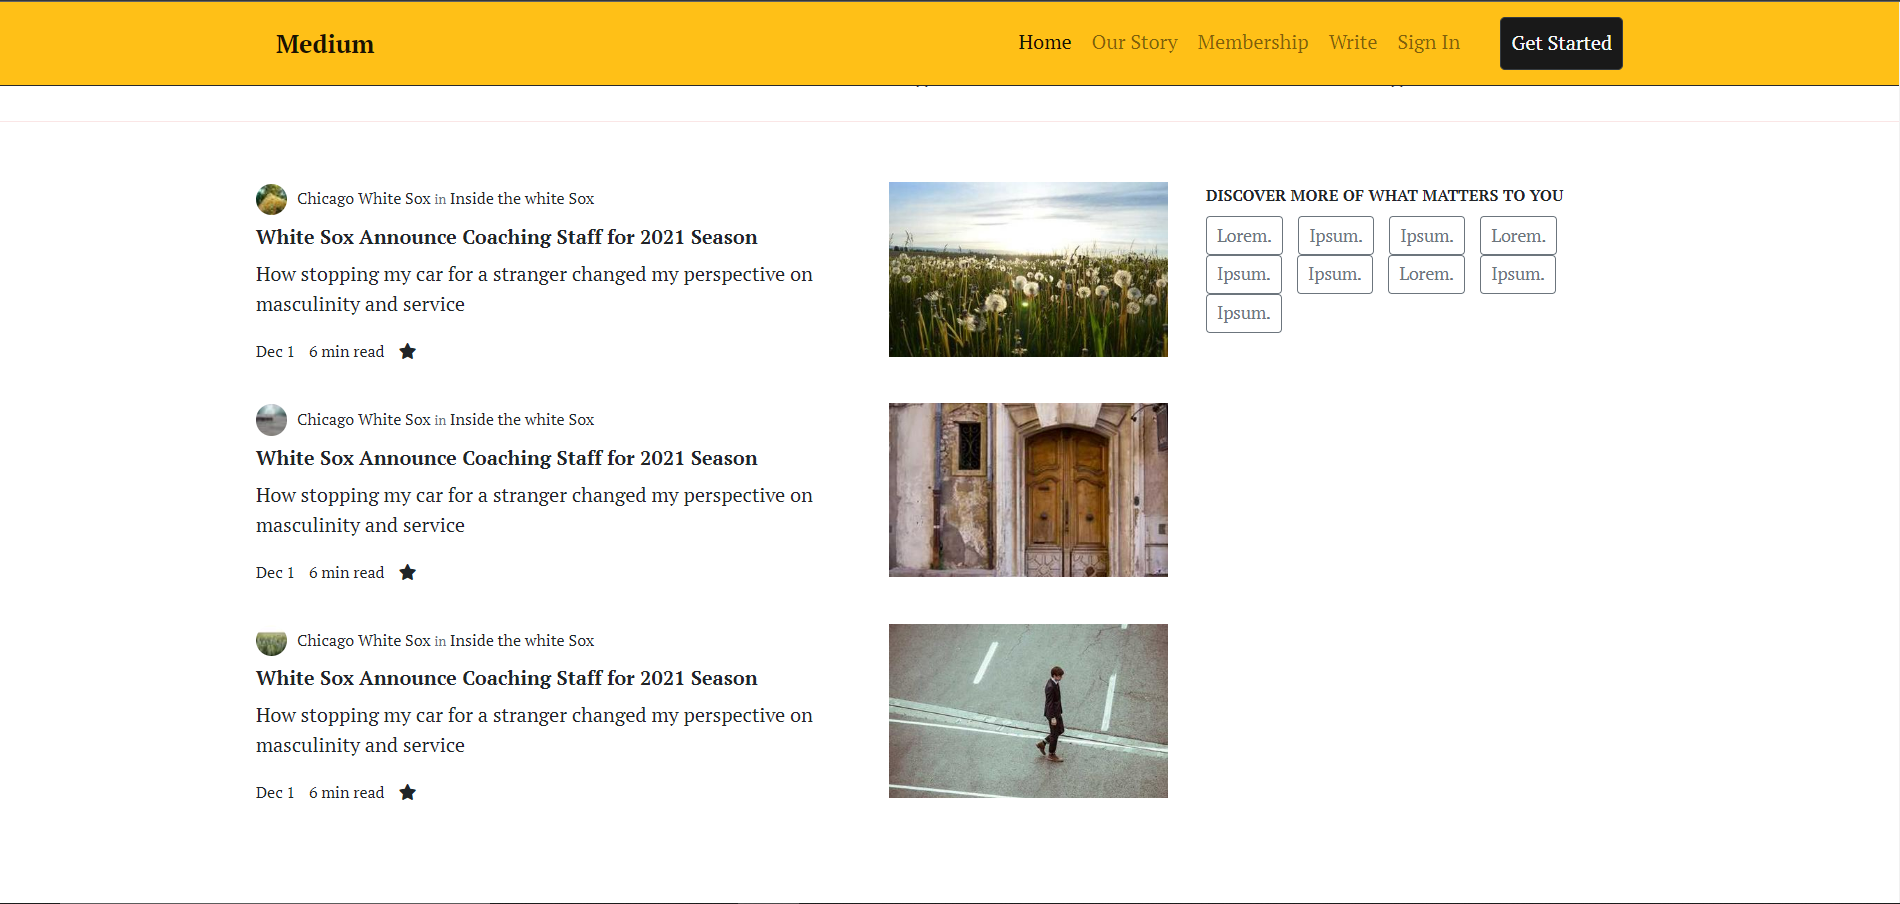 Medium
Home Our Story Membership Write Sign In Get Started
Chicago White Sox in Inside the white Sox
White Sox Announce Coaching Staff for 2021 Season
How stopping my car for a stranger changed my perspective on
masculinity and service
Dec 1 6 min read
Chicago White Sox in Inside the white Sox
White Sox Announce Coaching Staff for 2021 Season
How stopping my car for a stranger changed my perspective on
masculinity and service
Dec 1 6 min read
Chicago White Sox in Inside the white Sox
White Sox Announce Coaching Staff for 2021 Season
How stopping my car for a stranger changed my perspective on
masculinity and service
Dec 1 6 min read
DISCOVER MORE OF WHAT MATTERS TO YOU
Lorem. Ipsum. Ipsum. Lorem.
Ipsum. Ipsum. Lorem. Ipsum.
Ipsum.